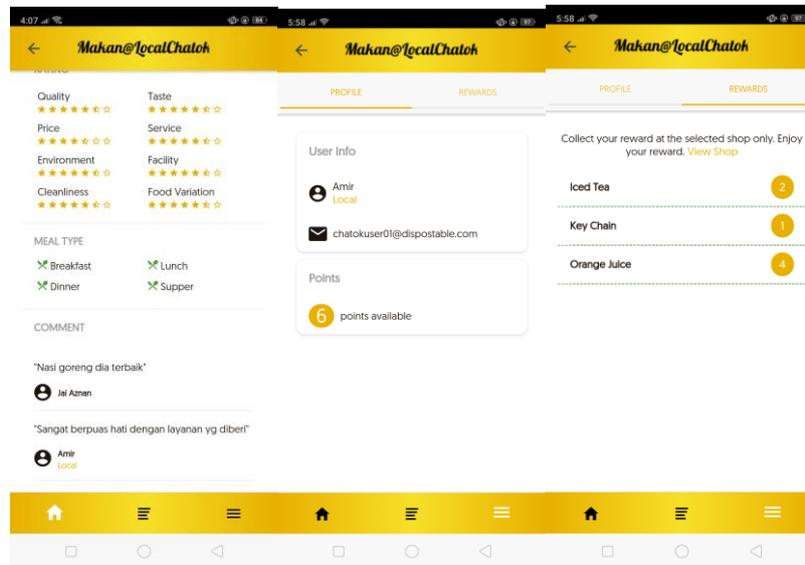 4:07
84
Makan@LocalChatok
Quality
Taste
Price
Service
Environment
Facility
Cleanliness
Food Variation
MEAL TYPE
Breakfast
Lunch
Dinner
Supper
COMMENT
"Nasi goreng dia terbaik"
Jai Aznan
"Sangat berpuas hati dengan layanan yg diberi"
Amir
Local
5:58
97
Makan@LocalChatok
PROFILE
REWARDS
User Info
Amir
Local
chatokuser01@dispostable.com
Points
6 points available
5:58
Makan@LocalChatok
PROFILE
REWARDS
Collect your reward at the selected shop only. Enjoy
your reward. View Shop
Iced Tea 2
Key Chain 1
Orange Juice 4